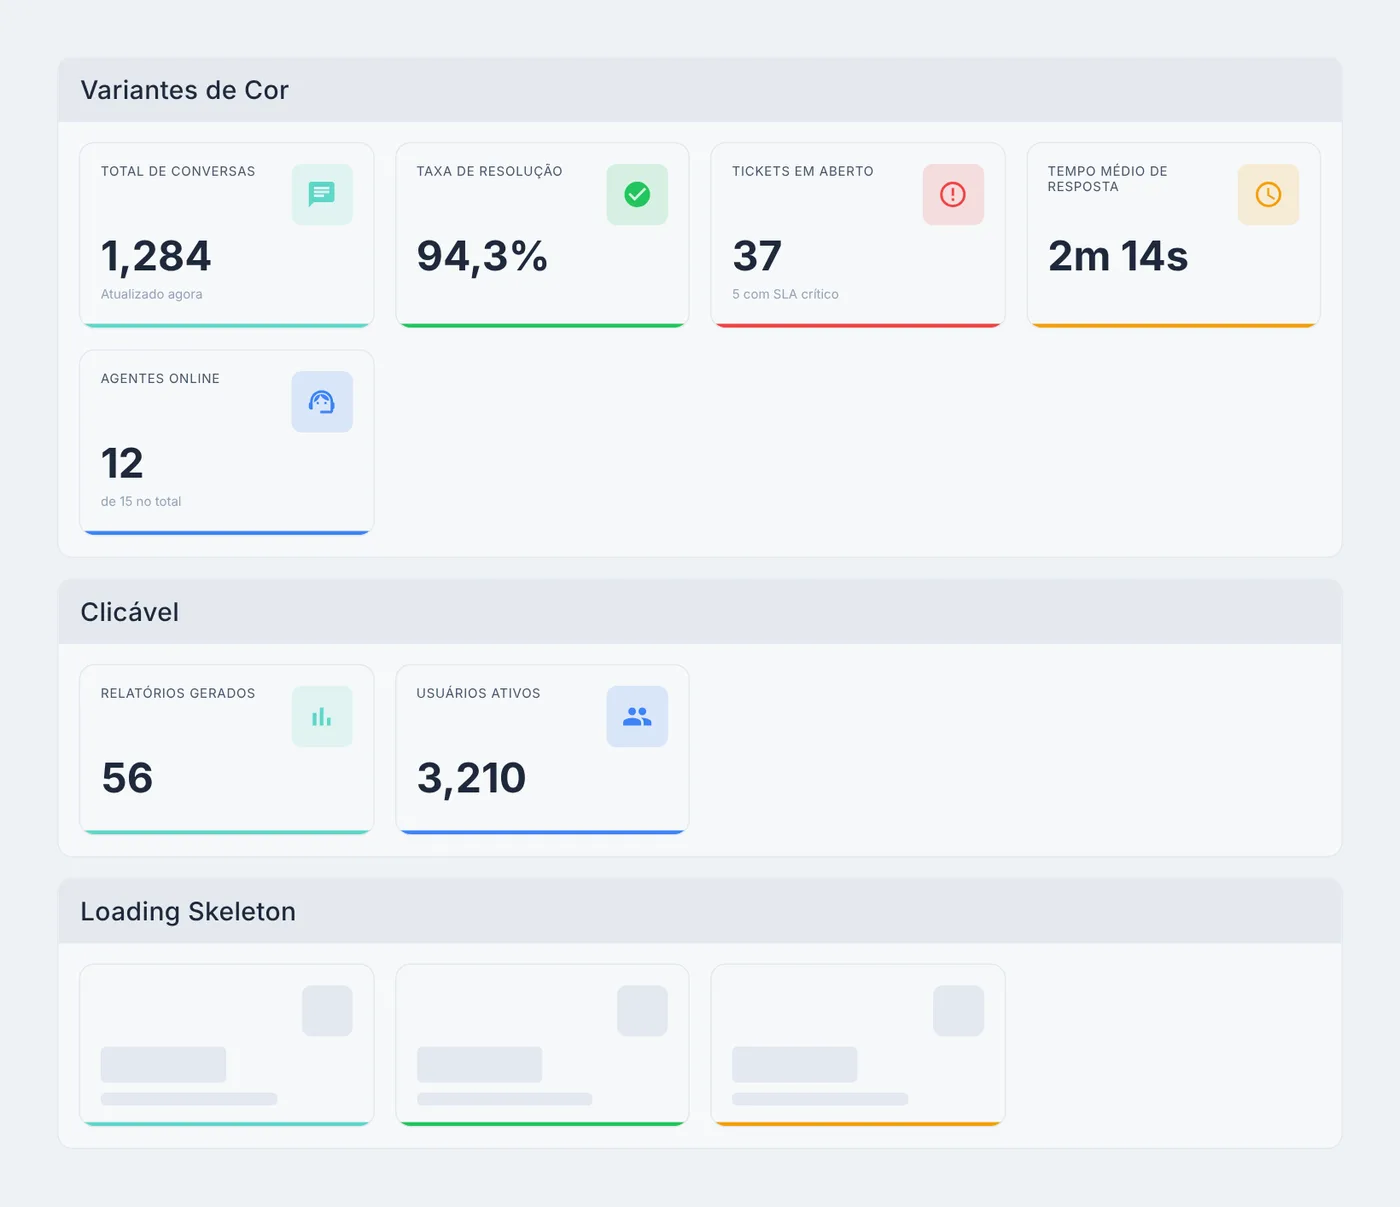 Variantes de Cor
TOTAL DE CONVERSAS
1,284
Atualizado agora
TAXA DE RESOLUÇÃO
94,3%
TICKETS EM ABERTO
37
5 com SLA crítico
TEMPO MÉDIO DE
RESPOSTA
2m 14s
AGENTES ONLINE
12
de 15 no total
Clicável
RELATÓRIOS GERADOS
56
USUÁRIOS ATIVOS
3,210
Loading Skeleton